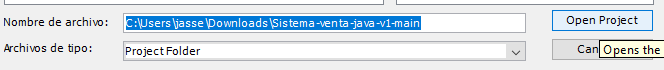 Nombre de archivo: C:\Users\jasse\Downloads\Sistema-venta-java-v1-main Open Project
Archivos de tipo: Project Folder Can Opens the